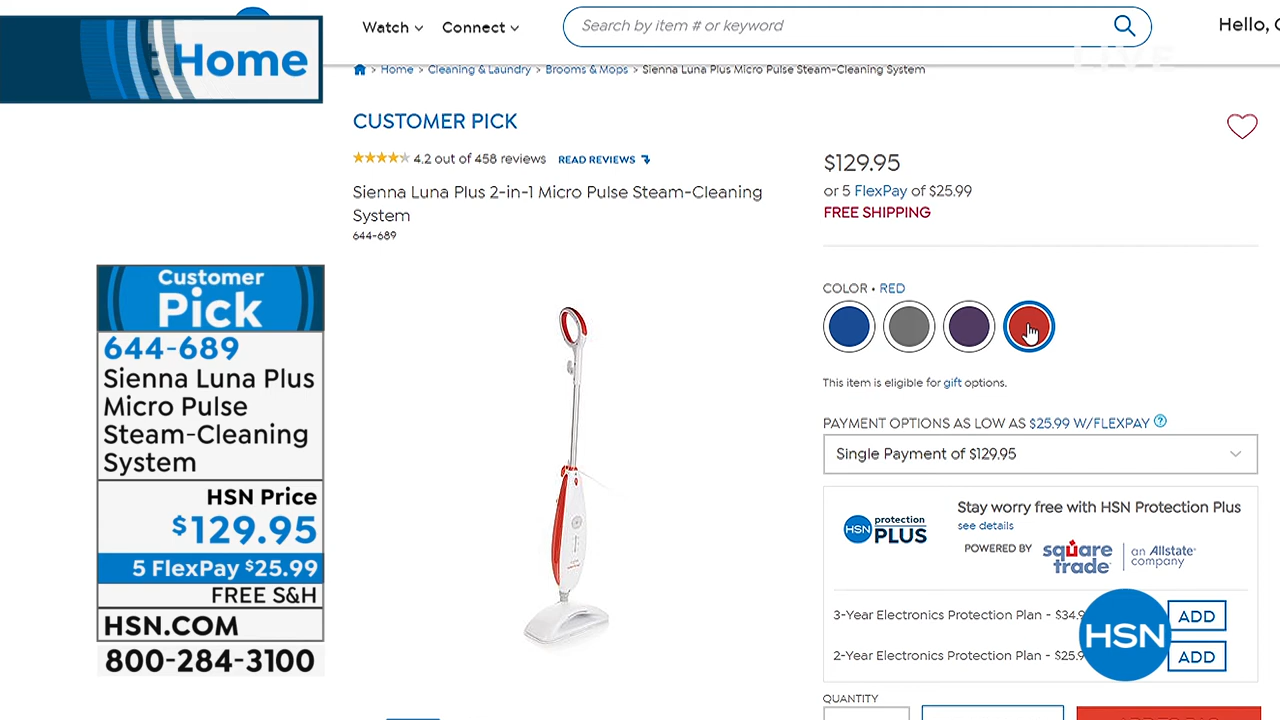 Home
Watch
Connect
Search by item # or keyword
Hello,
LIVE
> Home > Cleaning & Laundry > Brooms & Mops > Sienna Luna Plus Micro Pulse Steam-Cleaning System
CUSTOMER PICK
4.2 out of 458 reviews READ REVIEWS
Sienna Luna Plus 2-in-1 Micro Pulse Steam-Cleaning
System
644-689
$129.95
or 5 FlexPay of $25.99
FREE SHIPPING
COLOR • RED
This item is eligible for gift options.
PAYMENT OPTIONS AS LOW AS $25.99 W/FLEXPAY ?
Single Payment of $129.95
HSN protection PLUS
Stay worry free with HSN Protection Plus
see details
POWERED BY square trade an Allstate company
3-Year Electronics Protection Plan - $34.9
ADD
2-Year Electronics Protection Plan - $25.9
ADD
HSN
QUANTITY
Customer
Pick
644-689
Sienna Luna Plus
Micro Pulse
Steam-Cleaning
System
HSN Price
$129.95
5 FlexPay $25.99
FREE S&H
HSN.COM
800-284-3100